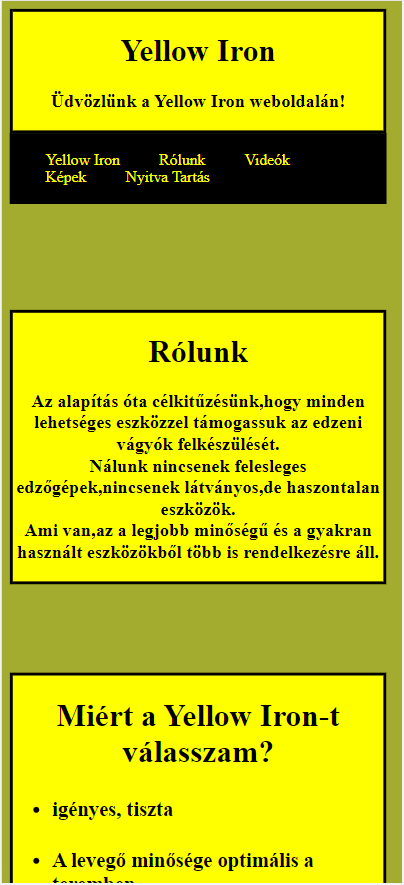 Yellow Iron
Üdvözlünk a Yellow Iron weboldalán!
Yellow Iron Rólunk Videók
Képek Nyitva Tartás
Rólunk
Az alapítás óta célkitűzésünk,hogy minden
lehetséges eszközzel támogassuk az edzeni
vágyók felkészülését.
Nálunk nincsenek felesleges
edzőgépek,nincsenek látványos,de haszontalan
eszközök.
Ami van,az a legjobb minőségű és a gyakran
használt eszközökből több is rendelkezésre áll.
Miért a Yellow Iron-t
válasszam?
• igényes, tiszta
• A levegő minősége optimális a
teremben